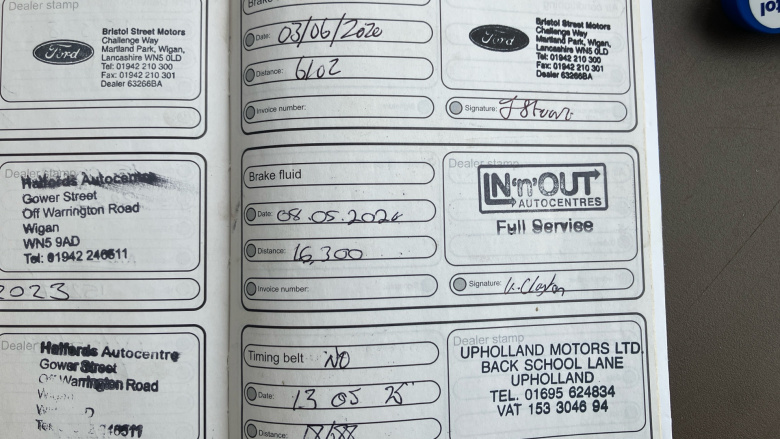 Dealer stamp
Ford
Bristol Street Motors
Challenge Way
Martland Park, Wigan,
Lancashire WN5 0LD
Tel: 01942 210 300
Fax: 01942 210 301
Dealer 63266BA
Dealer stamp
Halfords Autocentre
Gower Street
Off Warrington Road
Wigan
WN5 9AD
Tel: 01942 246511
2023
Dealer
Halfords Autocentre
Gower Street
Off Warrington Road
Brake
Date: 03/06/2020
Distance: 6102
Invoice number:
Ford
Bristol Street Motors
Challenge Way
Martland Park, Wigan,
Lancashire WN5 0LD
Tel: 01942 210 300
Fax: 01942 210 301
Dealer 63266BA
Signature:
Brake fluid
Date: 08.05.2024
Distance: 16,300
Invoice number:
Dealer stamp
IN'n'OUT
AUTOCENTRES
Full Service
Signature:
Timing belt NO
Date: 13 05 25
Distance:
Dealer stamp
UPHOLLAND MOTORS LTD.
BACK SCHOOL LANE
UPHOLLAND
TEL. 01695 624834
VAT 153 3046 94